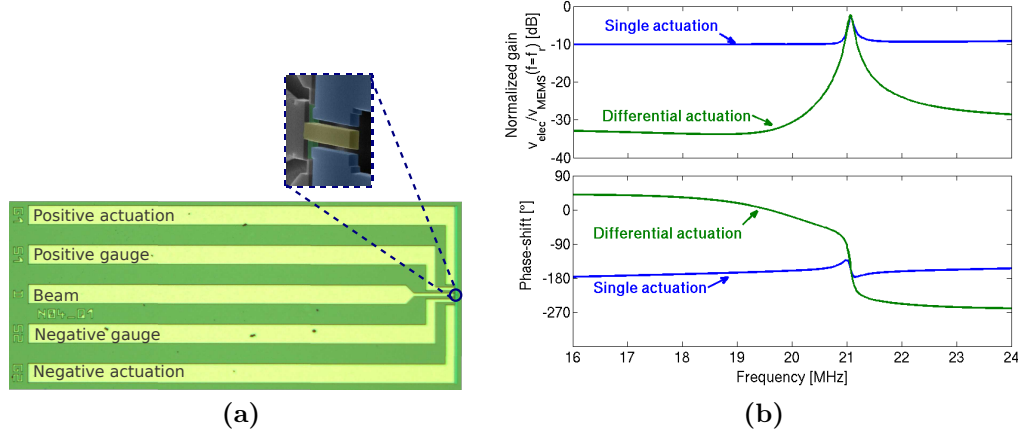 Positive actuation
Positive gauge
Beam
N04_01
Negative gauge
Negative actuation
(a)
Normalized gain
v_elec/v_MEMS(f=f_r) [dB]
0
-10
-20
-30
-40
Single actuation
Differential actuation
Phase-shift [°]
90
0
-90
-180
-270
Differential actuation
Single actuation
16 17 18 19 20 21 22 23 24
Frequency [MHz]
(b)